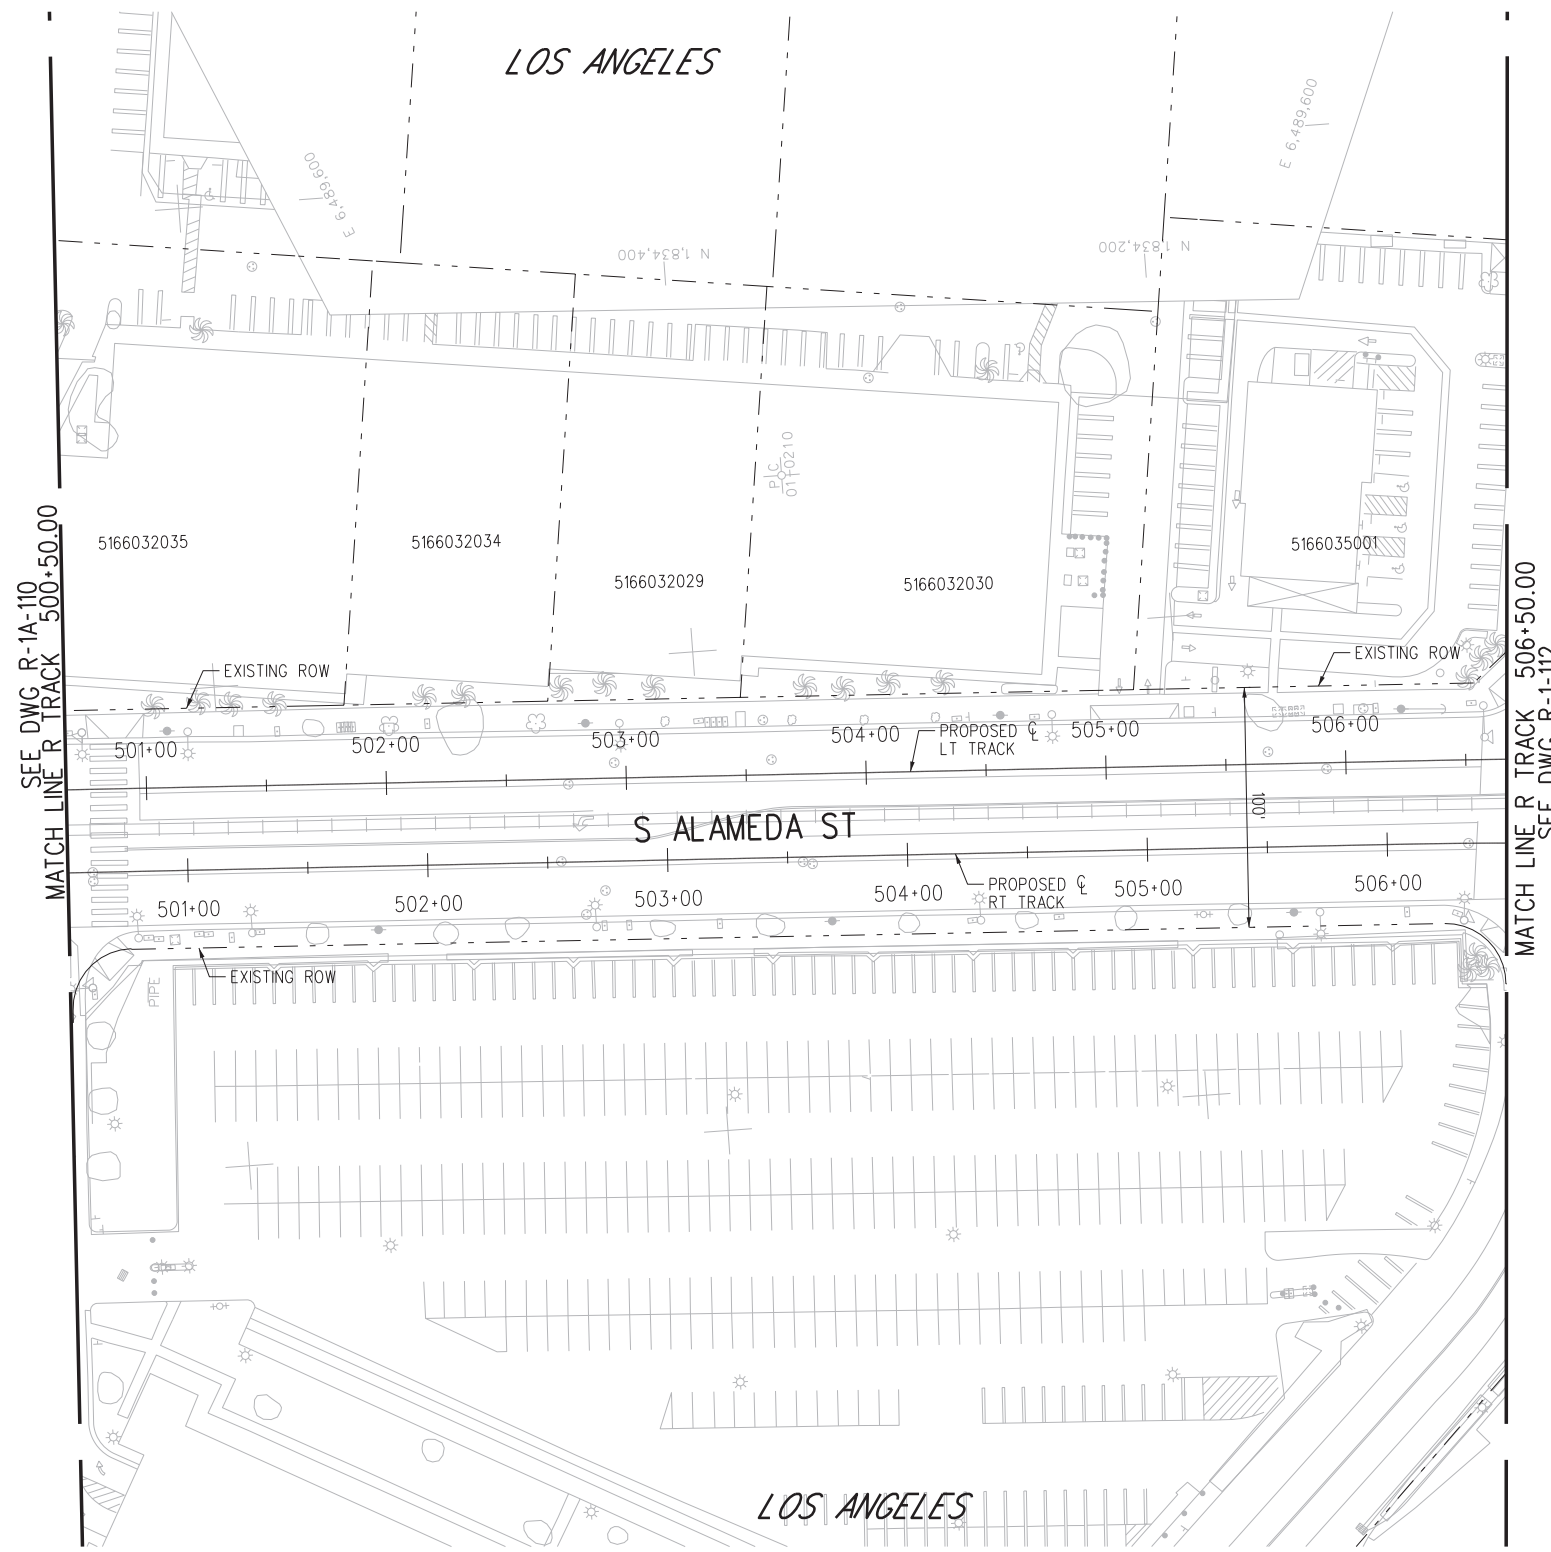 LOS ANGELES
E 6,489,600
E 6,489,600
N 1,834,400
N 1,834,200
P C
01-0210
5166032035
5166032034
5166032029
5166032030
5166035001
SEE DWG R-1A-110
MATCH LINE R TRACK 500+50.00
MATCH LINE R TRACK 506+50.00
SEE DWG R-1-112
EXISTING ROW
EXISTING ROW
501+00
502+00
503+00
504+00
505+00
506+00
PROPOSED ℄
LT TRACK
100'
S ALAMEDA ST
501+00
502+00
503+00
504+00
505+00
506+00
PROPOSED ℄
RT TRACK
EXISTING ROW
PIPE
LOS ANGELES